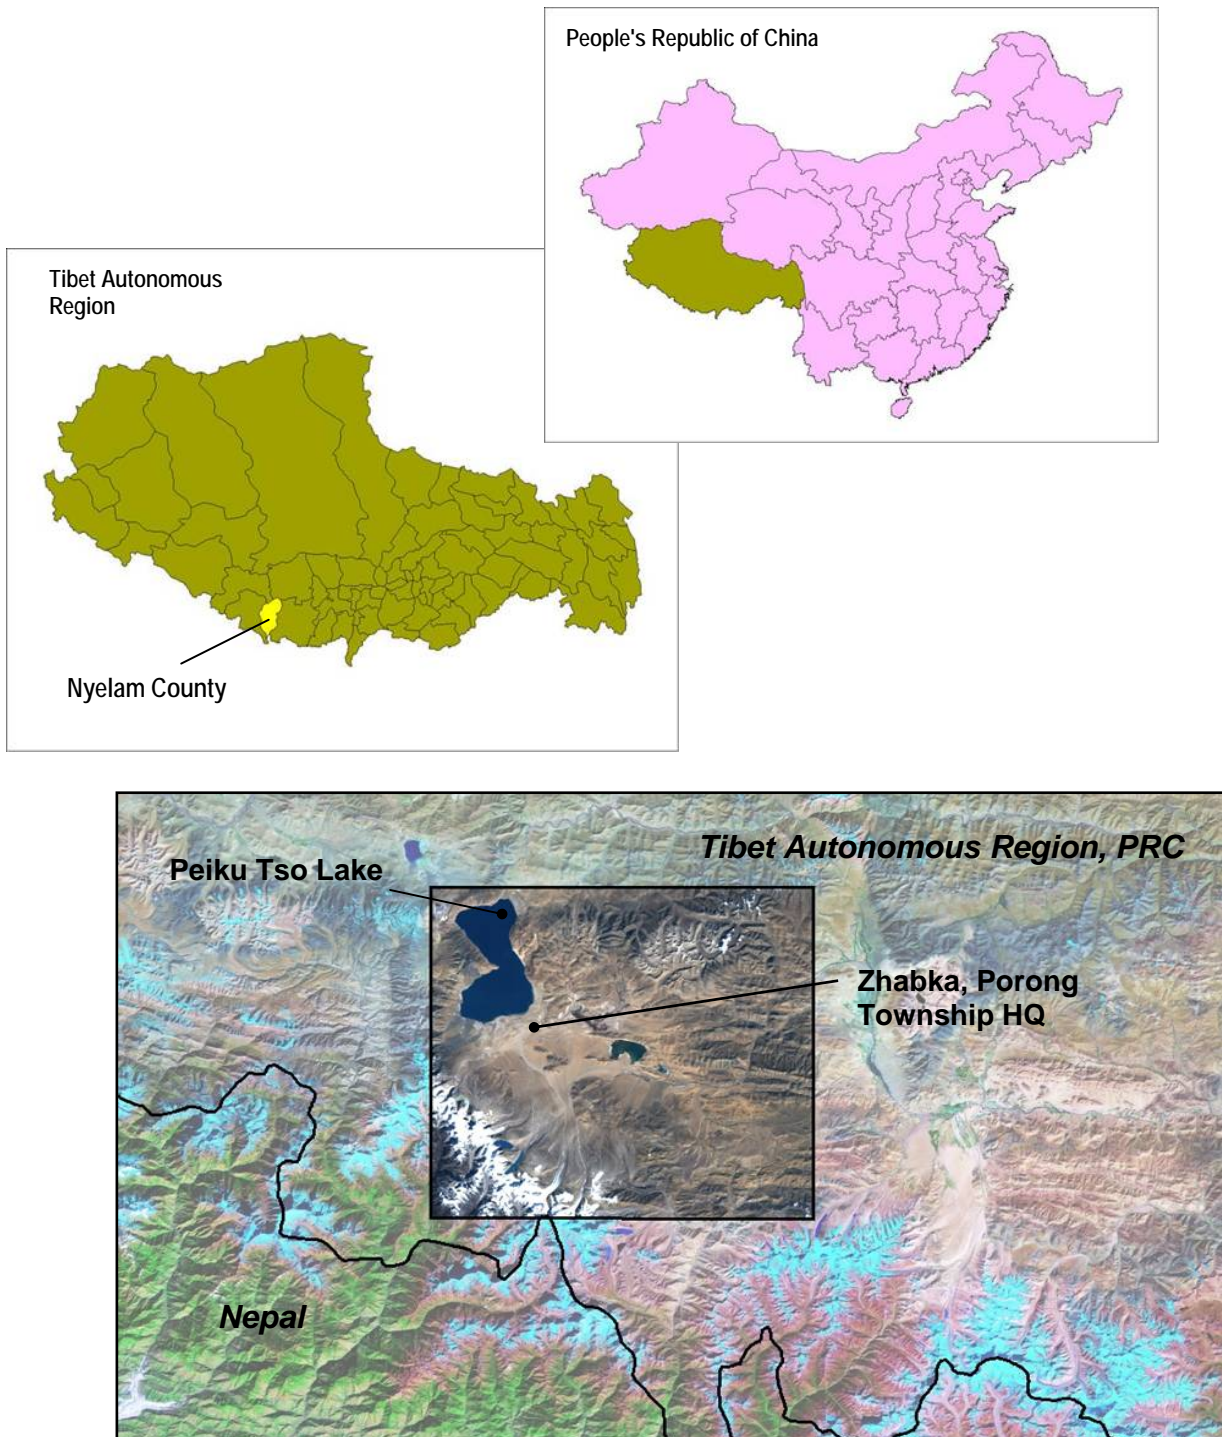 People's Republic of China
Tibet Autonomous
Region
Nyelam County
Tibet Autonomous Region, PRC
Peiku Tso Lake
Zhabka, Porong
Township HQ
Nepal